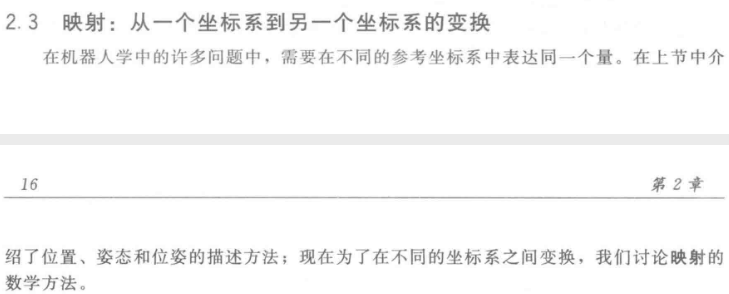 2.3 映射：从一个坐标系到另一个坐标系的变换
在机器人学中的许多问题中，需要在不同的参考坐标系中表达同一个量。在上节中介
16 第2章
绍了位置、姿态和位姿的描述方法；现在为了在不同的坐标系之间变换，我们讨论映射的
数学方法。